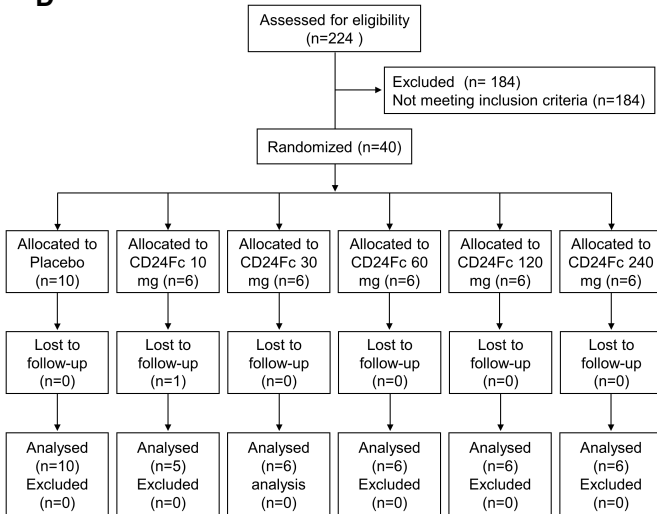 Assessed for eligibility
(n=224 )
Excluded (n= 184)
Not meeting inclusion criteria (n=184)
Randomized (n=40)
Allocated to
Placebo
(n=10)
Allocated to
CD24Fc 10
mg (n=6)
Allocated to
CD24Fc 30
mg (n=6)
Allocated to
CD24Fc 60
mg (n=6)
Allocated to
CD24Fc 120
mg (n=6)
Allocated to
CD24Fc 240
mg (n=6)
Lost to
follow-up
(n=0)
Lost to
follow-up
(n=1)
Lost to
follow-up
(n=0)
Lost to
follow-up
(n=0)
Lost to
follow-up
(n=0)
Lost to
follow-up
(n=0)
Analysed
(n=10)
Excluded
(n=0)
Analysed
(n=5)
Excluded
(n=0)
Analysed
(n=6)
analysis
(n=0)
Analysed
(n=6)
Excluded
(n=0)
Analysed
(n=6)
Excluded
(n=0)
Analysed
(n=6)
Excluded
(n=0)